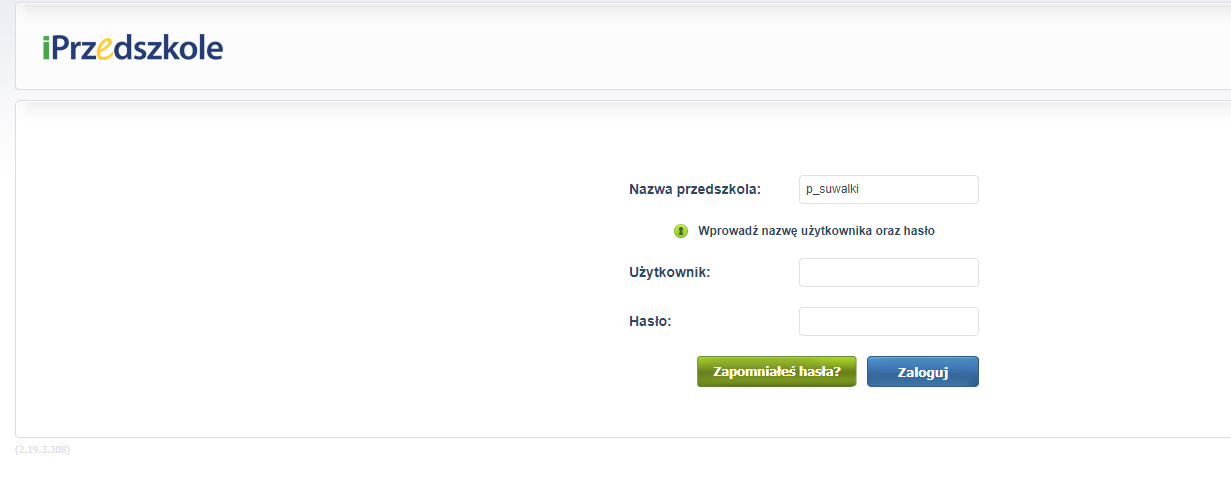 iPrzedszkole
Nazwa przedszkola: p_suwalki
Wprowadź nazwę użytkownika oraz hasło
Użytkownik:
Hasło:
Zapomniałeś hasła? Zaloguj
(2.19.3.308)